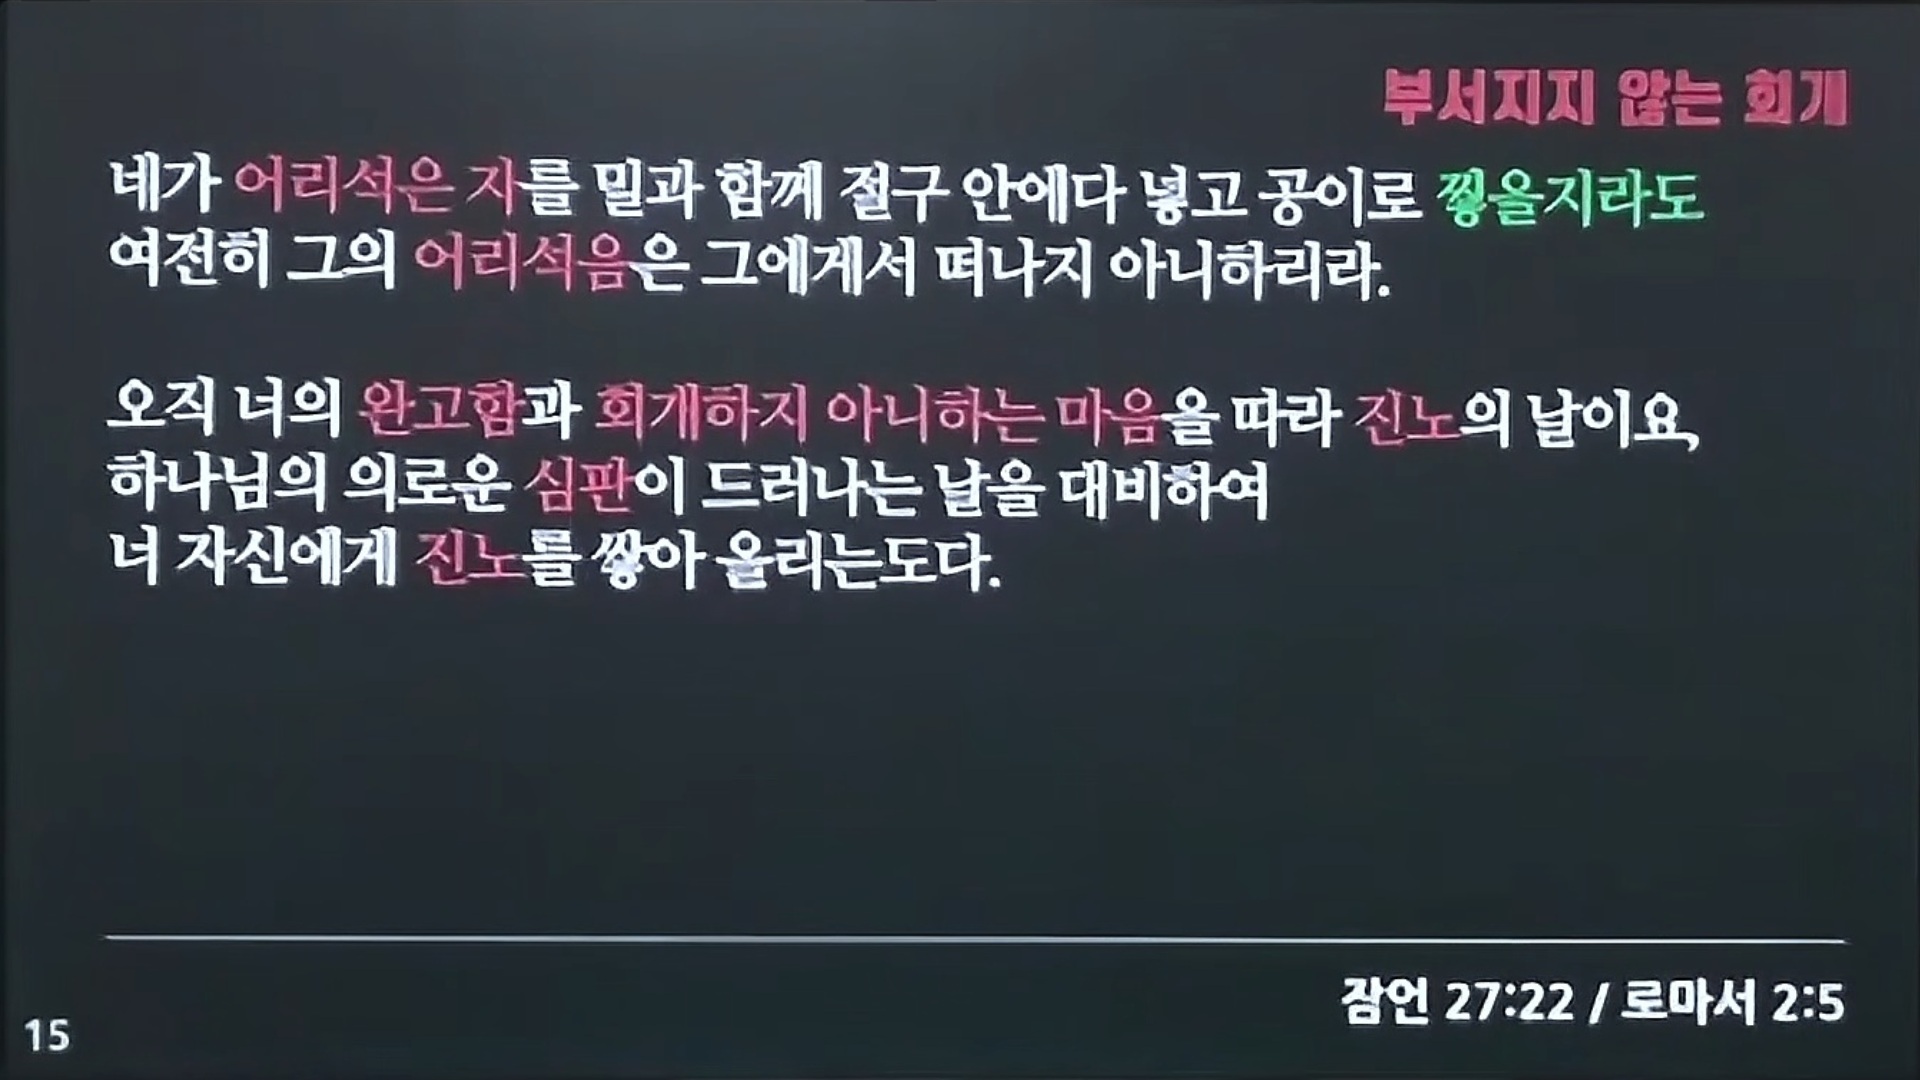 부서지지 않는 회개
네가 어리석은 자를 밀과 함께 절구 안에다 넣고 공이로 찧을지라도
여전히 그의 어리석음은 그에게서 떠나지 아니하리라.
오직 너의 완고함과 회개하지 아니하는 마음을 따라 진노의 날이요,
하나님의 의로운 심판이 드러나는 날을 대비하여
너 자신에게 진노를 쌓아 올리는도다.
잠언 27:22 / 로마서 2:5
15